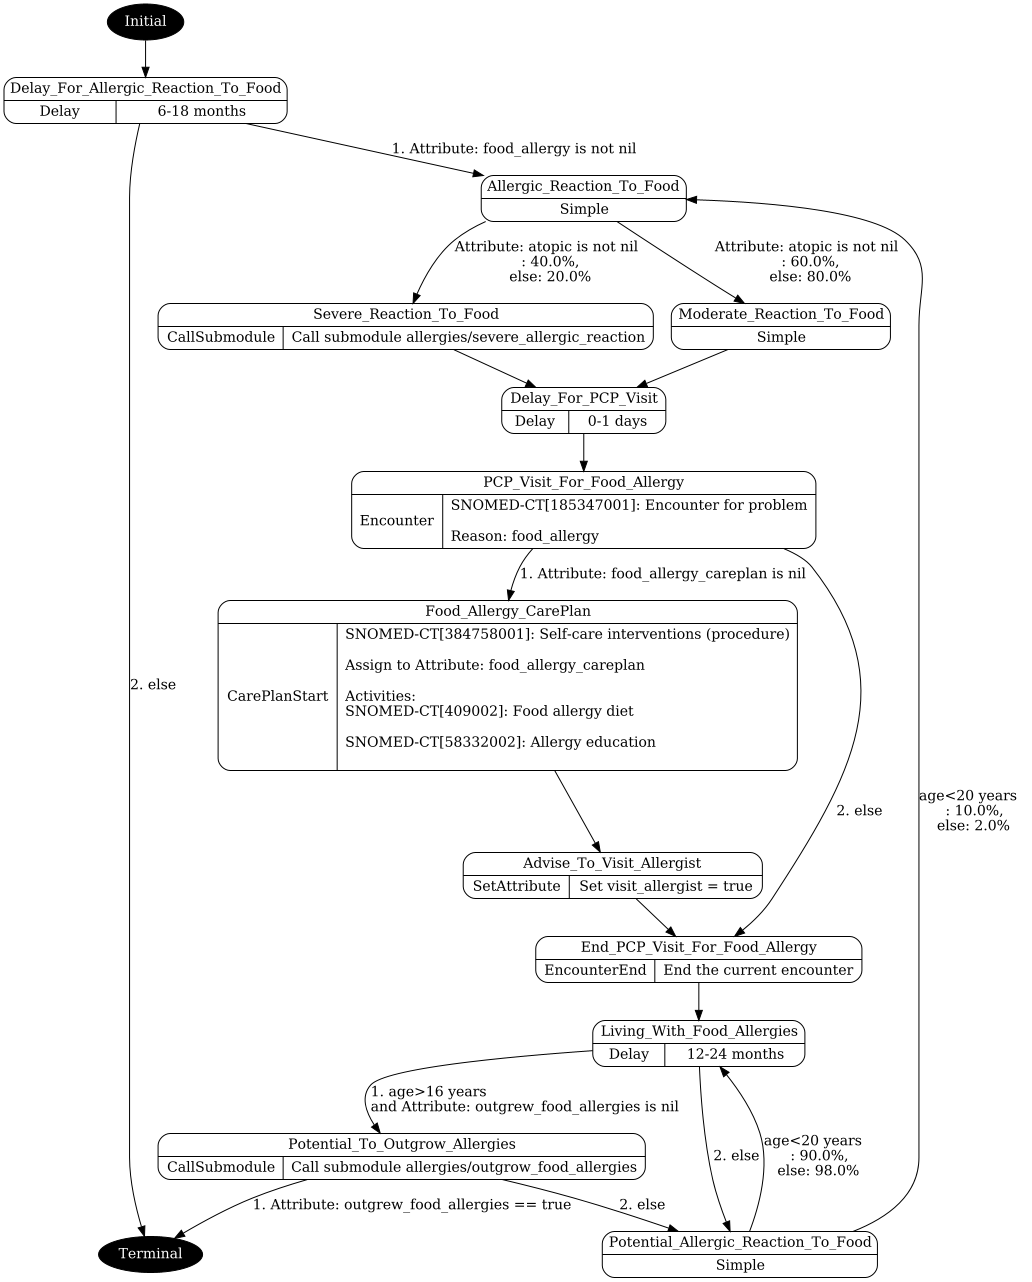 Initial
Delay_For_Allergic_Reaction_To_Food
Delay
6-18 months
1. Attribute: food_allergy is not nil
Allergic_Reaction_To_Food
Simple
Attribute: atopic is not nil
: 40.0%,
else: 20.0%
Attribute: atopic is not nil
: 60.0%,
else: 80.0%
Severe_Reaction_To_Food
CallSubmodule
Call submodule allergies/severe_allergic_reaction
Moderate_Reaction_To_Food
Simple
Delay_For_PCP_Visit
Delay
0-1 days
PCP_Visit_For_Food_Allergy
Encounter
SNOMED-CT[185347001]: Encounter for problem
Reason: food_allergy
1. Attribute: food_allergy_careplan is nil
Food_Allergy_CarePlan
CarePlanStart
SNOMED-CT[384758001]: Self-care interventions (procedure)
Assign to Attribute: food_allergy_careplan
Activities:
SNOMED-CT[409002]: Food allergy diet
SNOMED-CT[58332002]: Allergy education
2. else
2. else
age<20 years
: 10.0%,
else: 2.0%
Advise_To_Visit_Allergist
SetAttribute
Set visit_allergist = true
End_PCP_Visit_For_Food_Allergy
EncounterEnd
End the current encounter
Living_With_Food_Allergies
Delay
12-24 months
1. age>16 years
and Attribute: outgrew_food_allergies is nil
Potential_To_Outgrow_Allergies
CallSubmodule
Call submodule allergies/outgrow_food_allergies
2. else
age<20 years
: 90.0%,
else: 98.0%
1. Attribute: outgrew_food_allergies == true
2. else
Terminal
Potential_Allergic_Reaction_To_Food
Simple